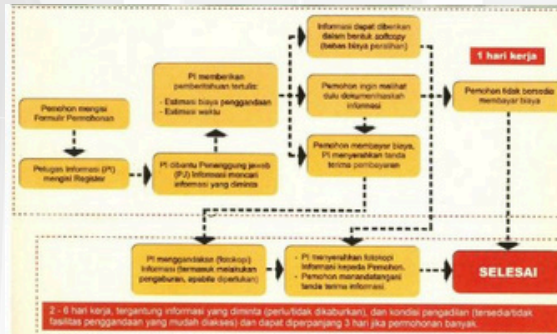 Informasi dapat diberikan
dalam bentuk softcopy
(bebas biaya peralihan)
1 hari kerja
PI memberikan
pemberitahuan tertulis:
- Estimasi biaya penggandaan
- Estimasi waktu
Pemohon ingin melihat
dulu dokumen/salah
informasi
Pemohon tidak bersedia
membayar biaya
Pemohon mengisi
Formulir Permohonan
Petugas Informasi (PI)
mengisi Register
PI dibantu Penanggung jawab
(PJ) Informasi mencari
informasi yang diminta
Pemohon membayar biaya,
PI menyerahkan tanda
terima pembayaran
PI menggandakan (fotokopi)
Informasi (termasuk melakukan
pengaburan, apabila diperlukan)
- PI menyerahkan fotokopi
Informasi kepada Pemohon.
- Pemohon menandatangani
tanda terima informasi.
SELESAI
2 - 6 hari kerja, tergantung informasi yang diminta (perlu/tidak dikaburkan), dan kondisi pengadilan (tersedia/tidak
fasilitas penggandaan yang mudah diakses) dan dapat diperpanjang 3 hari jika permohonan banyak.